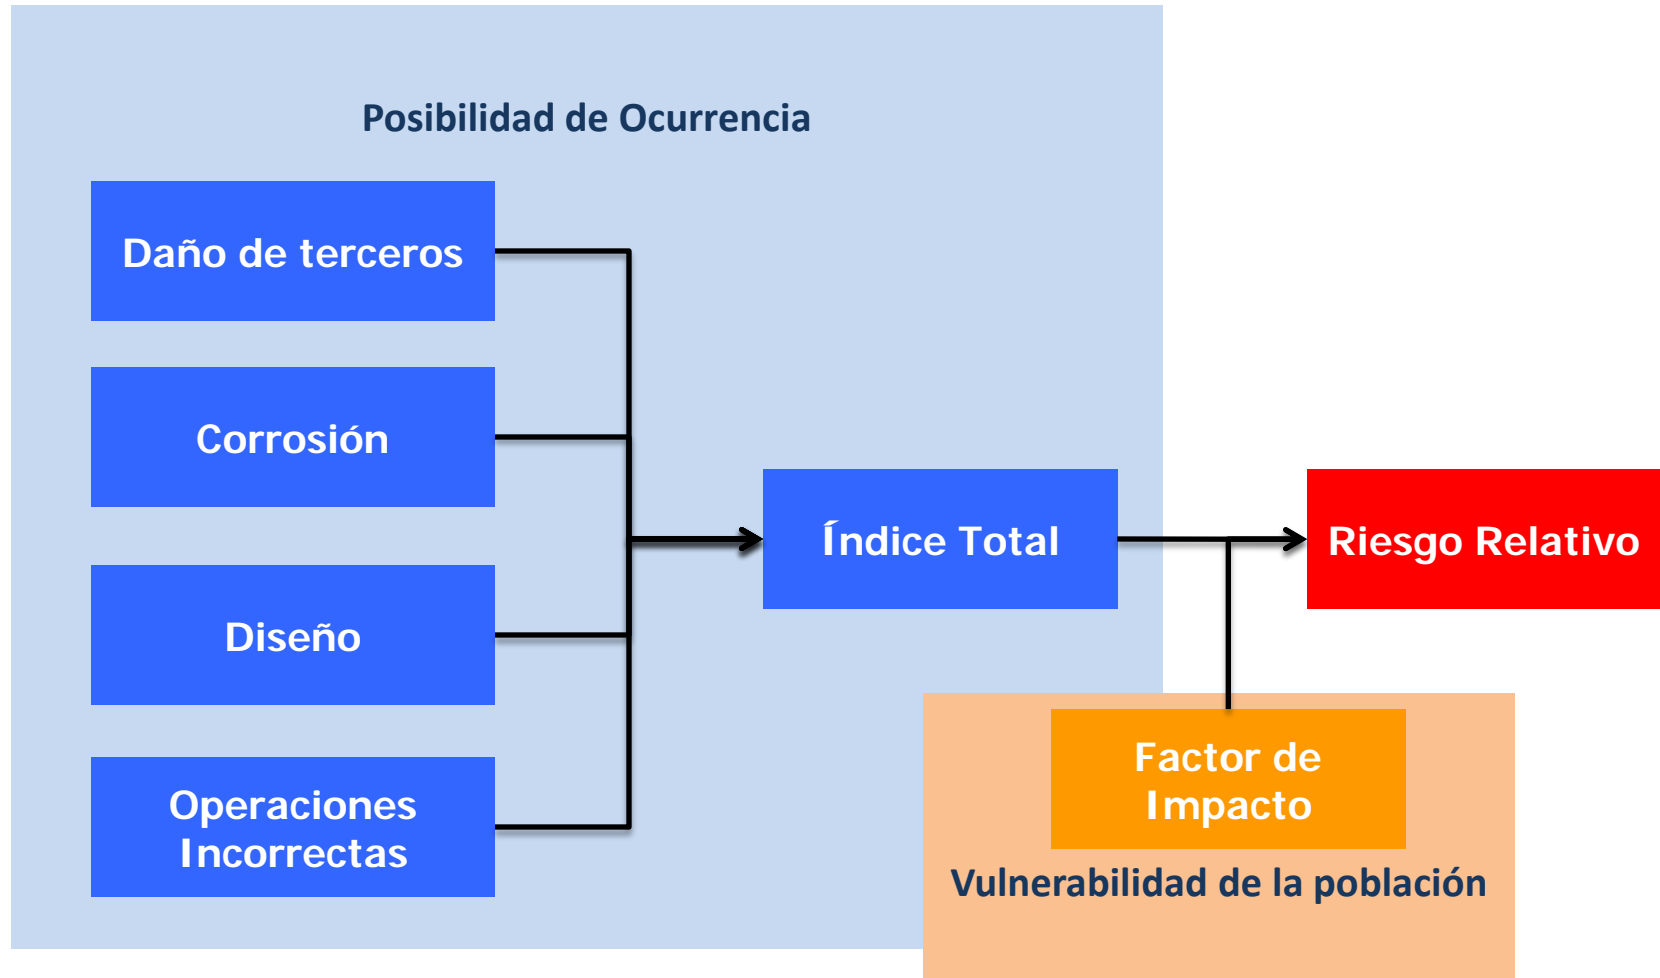 Posibilidad de Ocurrencia
Daño de terceros
Corrosión
Diseño
Operaciones
Incorrectas
Índice Total
Riesgo Relativo
Factor de
Impacto
Vulnerabilidad de la población